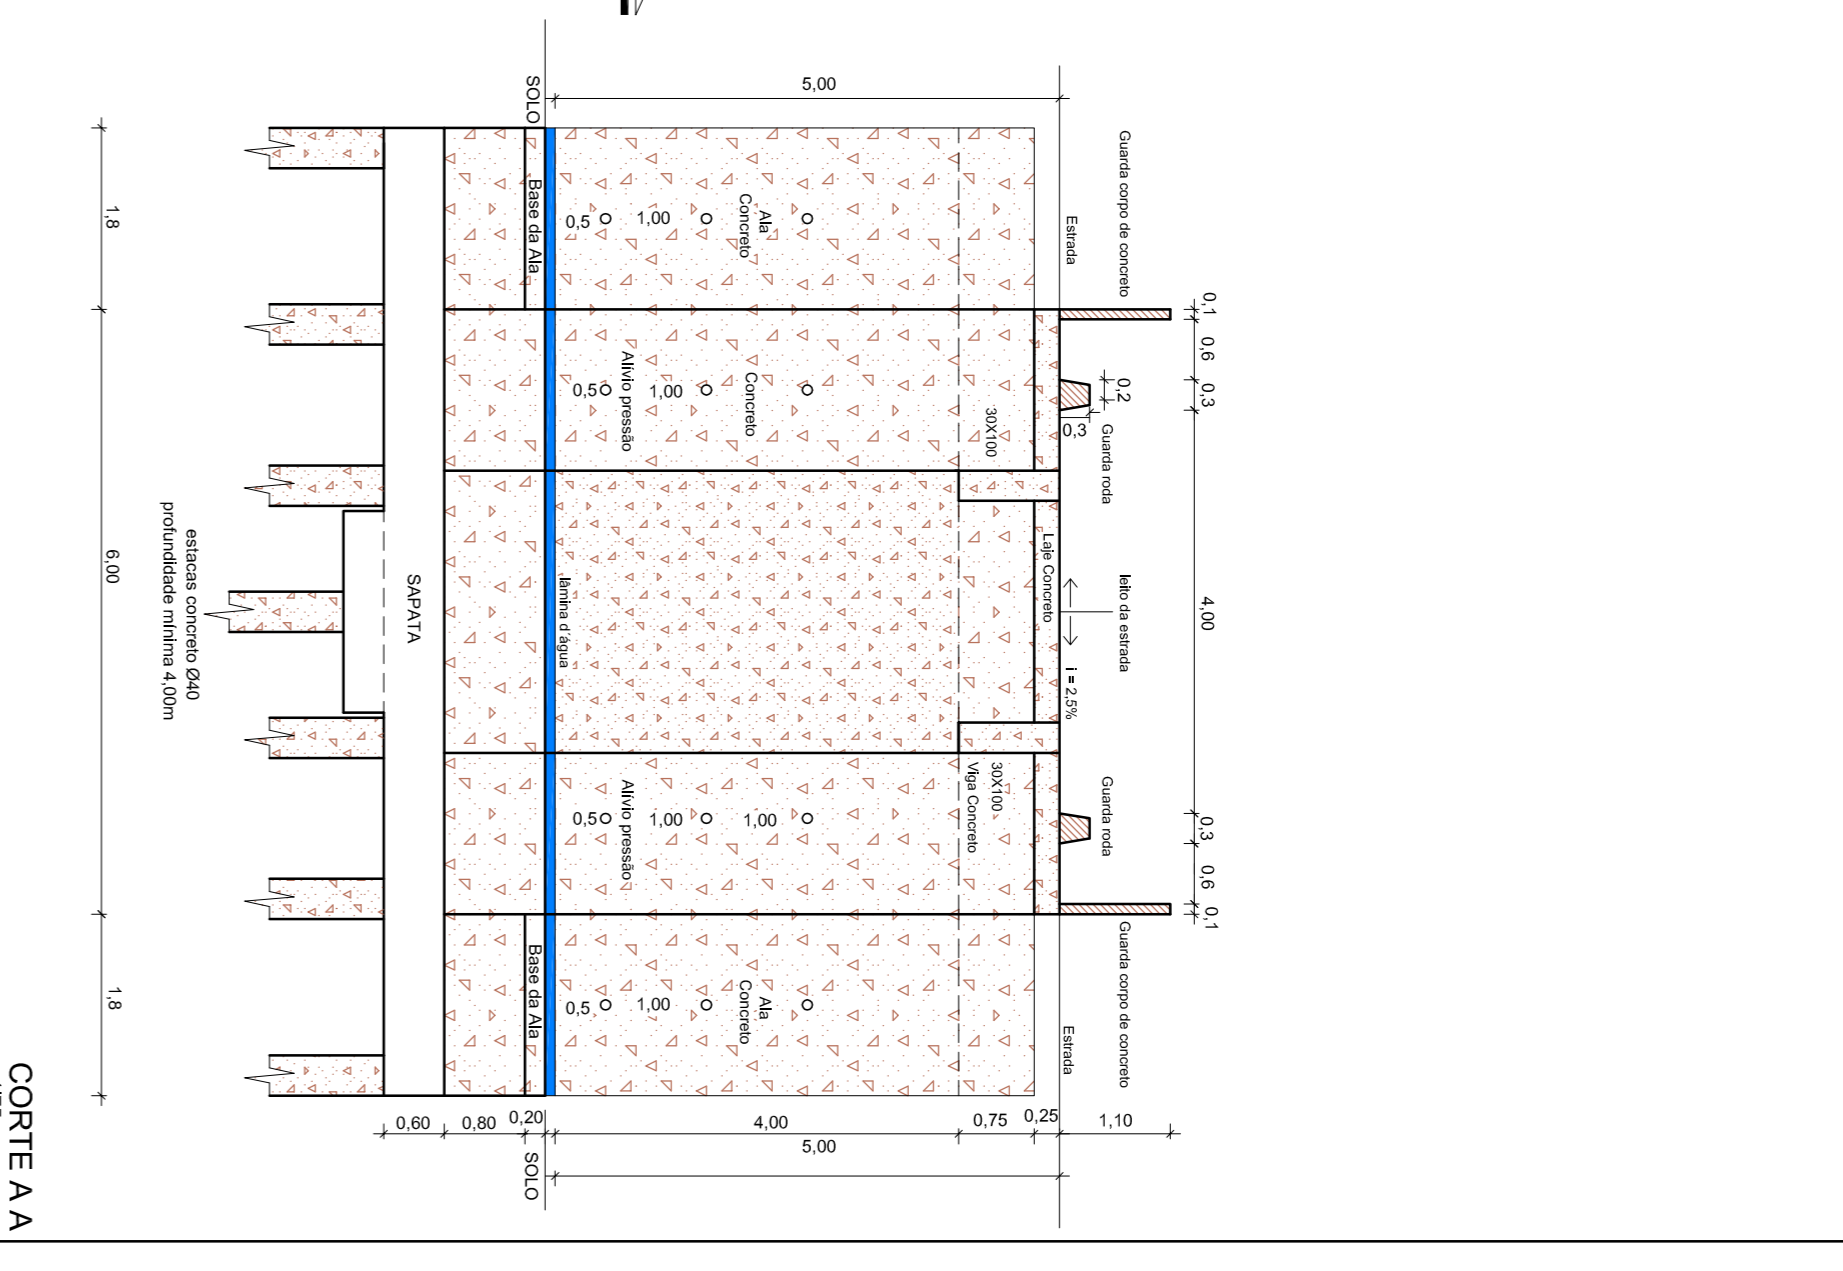 Guarda corpo de concreto
Guarda corpo de concreto
0,1
0,6
0,3
4,00
0,3
0,6
0,1
0,2
0,3
Guarda roda
Guarda roda
Estrada
leito da estrada
i = 2,5%
Estrada
Laje Concreto
30X100
30X100
Viga Concreto
Ala
Concreto
Concreto
Ala
Concreto
1,00
0,5
1,00
0,5
Alívio pressão
1,00
1,00
0,5
Alívio pressão
1,00
0,5
lâmina d'água
SOLO
Base da Ala
Base da Ala
SOLO
5,00
1,10
0,25
0,75
4,00
5,00
0,20
0,80
0,60
SAPATA
estacas concreto Ø40
profundidade mínima 4,00m
1,8
6,00
1,8
CORTE A A